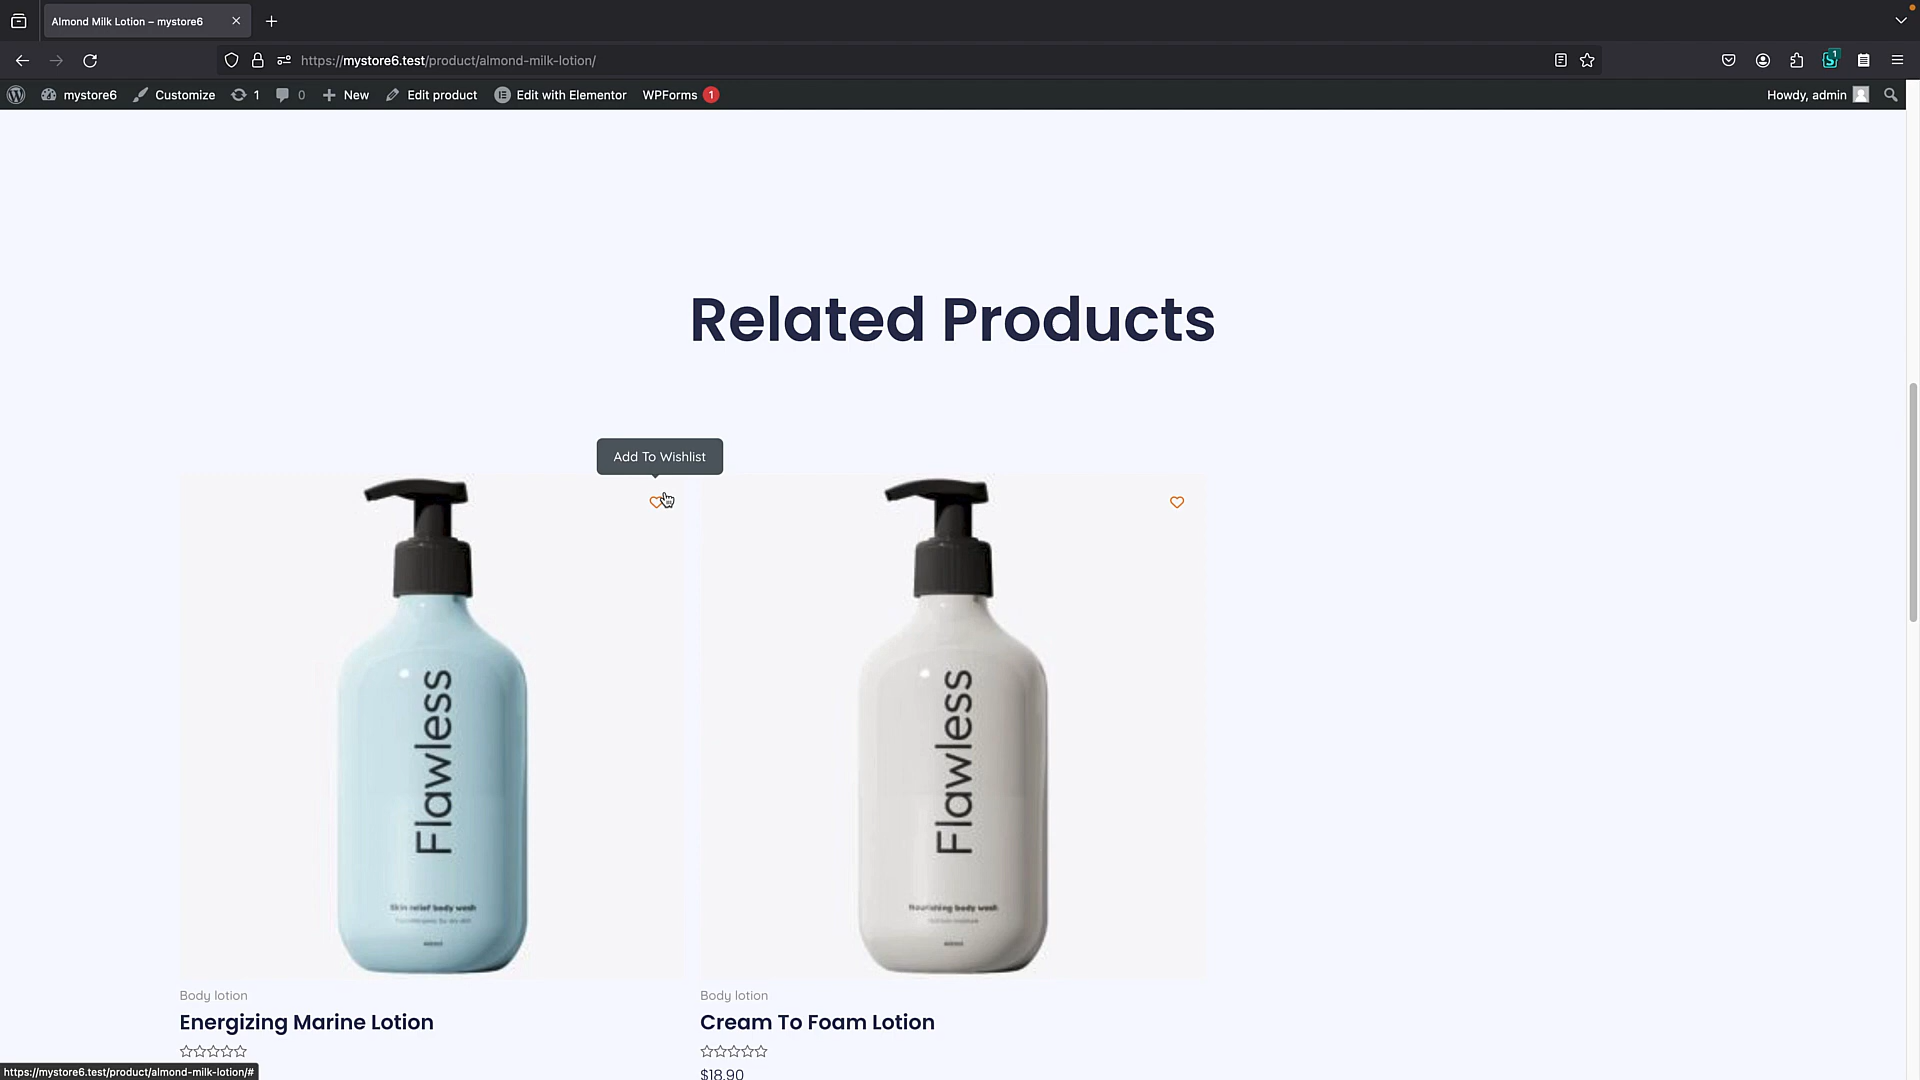 Almond Milk Lotion – mystore6
https://mystore6.test/product/almond-milk-lotion/
mystore6 Customize 1 0 New Edit product Edit with Elementor WPForms 1 Howdy, admin
Related Products
Add To Wishlist
Flawless
Skin relief body wash
Flawless
Nourishing body wash
Body lotion
Energizing Marine Lotion
Body lotion
Cream To Foam Lotion
$18.90
https://mystore6.test/product/almond-milk-lotion/#